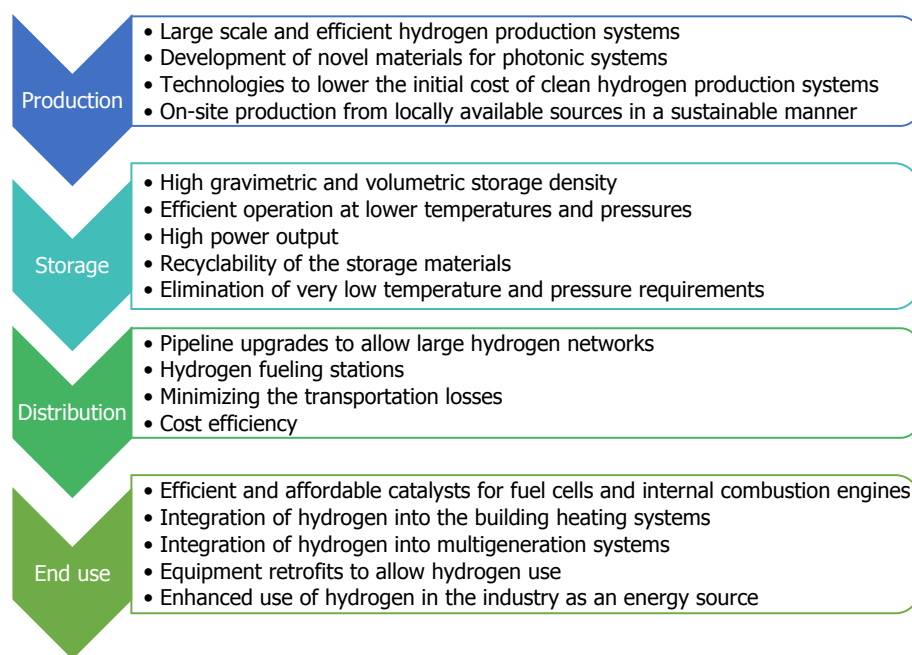 Production
• Large scale and efficient hydrogen production systems
• Development of novel materials for photonic systems
• Technologies to lower the initial cost of clean hydrogen production systems
• On-site production from locally available sources in a sustainable manner
Storage
• High gravimetric and volumetric storage density
• Efficient operation at lower temperatures and pressures
• High power output
• Recyclability of the storage materials
• Elimination of very low temperature and pressure requirements
Distribution
• Pipeline upgrades to allow large hydrogen networks
• Hydrogen fueling stations
• Minimizing the transportation losses
• Cost efficiency
End use
• Efficient and affordable catalysts for fuel cells and internal combustion engines
• Integration of hydrogen into the building heating systems
• Integration of hydrogen into multigeneration systems
• Equipment retrofits to allow hydrogen use
• Enhanced use of hydrogen in the industry as an energy source